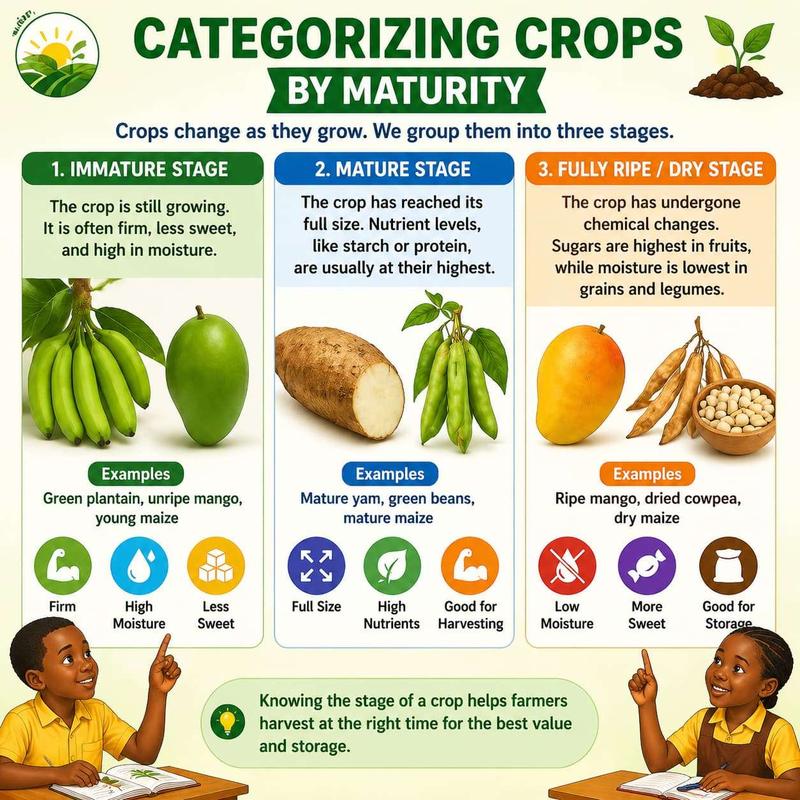 CATEGORIZING CROPS
BY MATURITY
Crops change as they grow. We group them into three stages.
1. IMMATURE STAGE
The crop is still growing.
It is often firm, less sweet,
and high in moisture.
Examples
Green plantain, unripe mango,
young maize
Firm
High
Moisture
Less
Sweet
2. MATURE STAGE
The crop has reached its
full size. Nutrient levels,
like starch or protein,
are usually at their highest.
Examples
Mature yam, green beans,
mature maize
Full Size
High
Nutrients
Good for
Harvesting
3. FULLY RIPE / DRY STAGE
The crop has undergone
chemical changes.
Sugars are highest in fruits,
while moisture is lowest in
grains and legumes.
Examples
Ripe mango, dried cowpea,
dry maize
Low
Moisture
More
Sweet
Good for
Storage
Knowing the stage of a crop helps farmers
harvest at the right time for the best value
and storage.